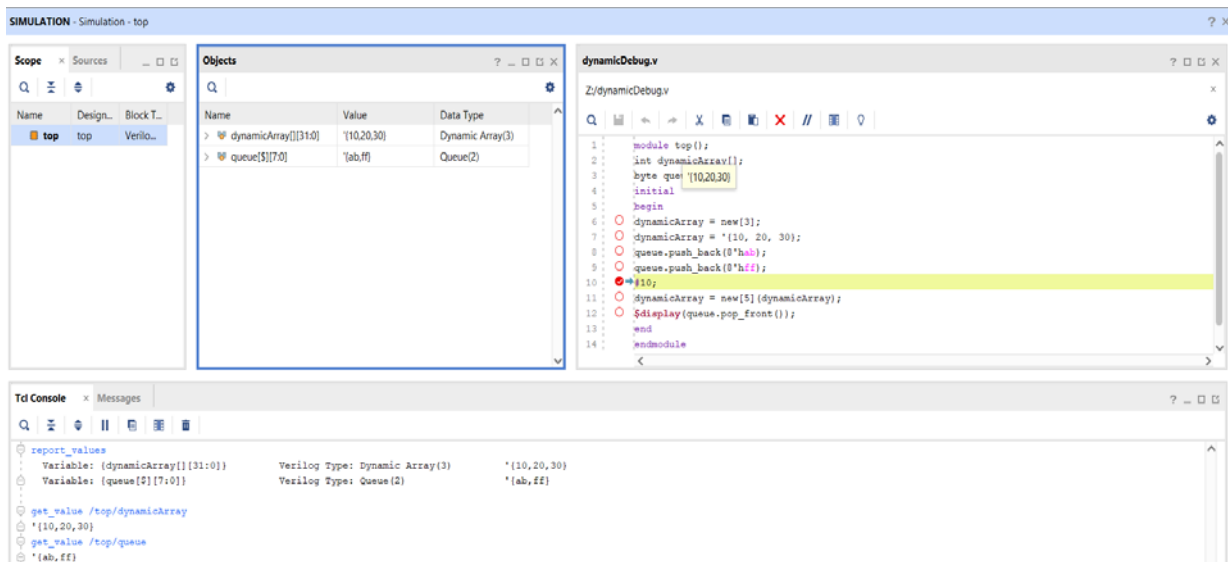 SIMULATION - Simulation - top
Scope Sources
Name Design... Block T...
top top Verilo...
Objects
Name Value Data Type
dynamicArray[][31:0] '{10,20,30} Dynamic Array(3)
queue[$][7:0] '{ab,ff} Queue(2)
dynamicDebug.v
Z:/dynamicDebug.v
1 module top();
2 int dynamicArray[];
3 byte que '{10,20,30}
4 initial
5 begin
6 dynamicArray = new[3];
7 dynamicArray = '{10, 20, 30};
8 queue.push_back(8'hab);
9 queue.push_back(8'hff);
10 #10;
11 dynamicArray = new[5](dynamicArray);
12 $display(queue.pop_front());
13 end
14 endmodule
Tcl Console Messages
report_values
Variable: {dynamicArray[][31:0]} Verilog Type: Dynamic Array(3) '{10,20,30}
Variable: {queue[$][7:0]} Verilog Type: Queue(2) '{ab,ff}
get_value /top/dynamicArray
'{10,20,30}
get_value /top/queue
'{ab,ff}